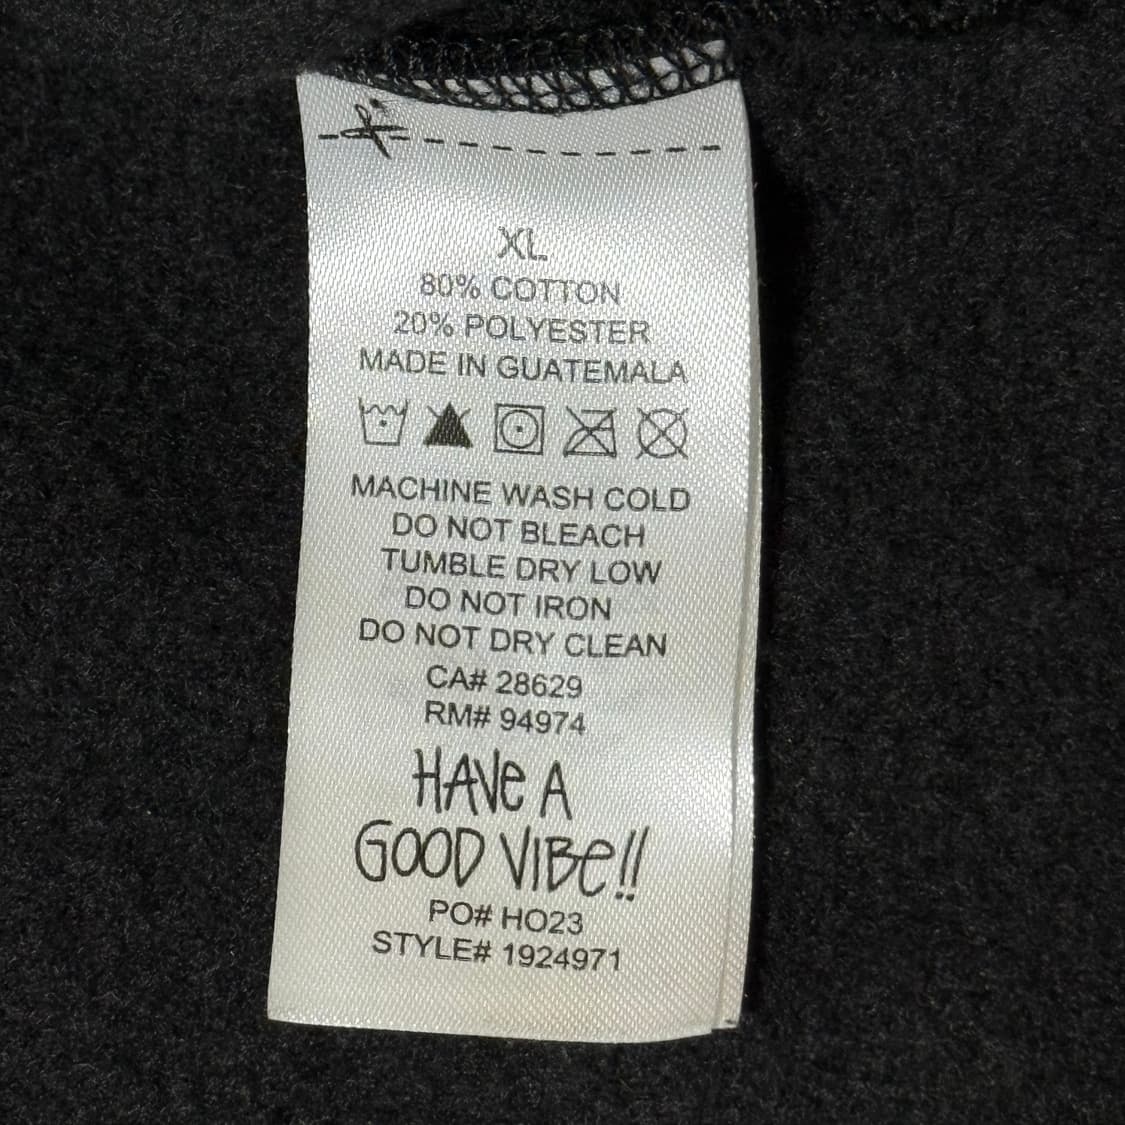 XL
80% COTTON
20% POLYESTER
MADE IN GUATEMALA
MACHINE WASH COLD
DO NOT BLEACH
TUMBLE DRY LOW
DO NOT IRON
DO NOT DRY CLEAN
CA# 28629
RM# 94974
HAVe A
GOOD VIBe!!
PO# HO23
STYLE# 1924971